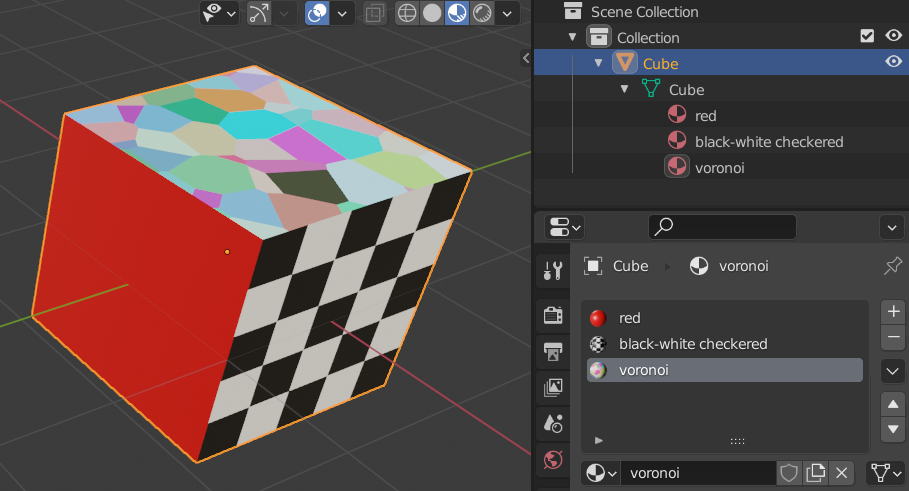 Scene Collection
Collection
Cube
Cube
red
black-white checkered
voronoi
Cube voronoi
red
black-white checkered
voronoi
voronoi